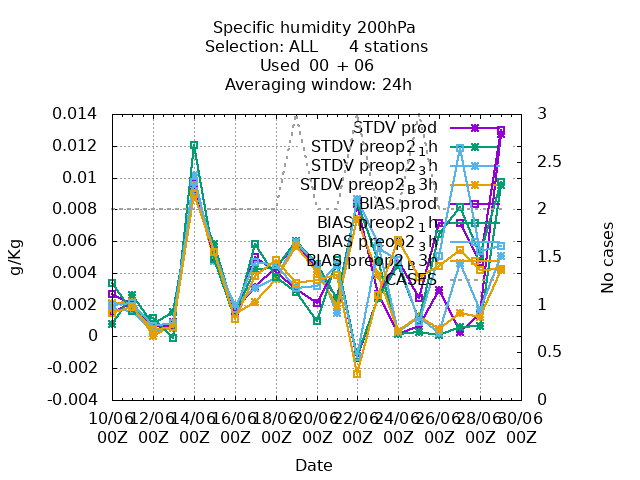 Specific humidity 200hPa
Selection: ALL 4 stations
Used 00 + 06
Averaging window: 24h
STDV prod
STDV preop2_1h
STDV preop2_3h
STDV preop2_B3h
BIAS prod
BIAS preop2_1h
BIAS preop2_3h
BIAS preop2_B3h
CASES
0.014
0.012
0.01
0.008
0.006
0.004
0.002
0
-0.002
-0.004
g/Kg
3
2.5
2
1.5
1
0.5
0
No cases
10/06 12/06 14/06 16/06 18/06 20/06 22/06 24/06 26/06 28/06 30/06
00Z 00Z 00Z 00Z 00Z 00Z 00Z 00Z 00Z 00Z 00Z
Date